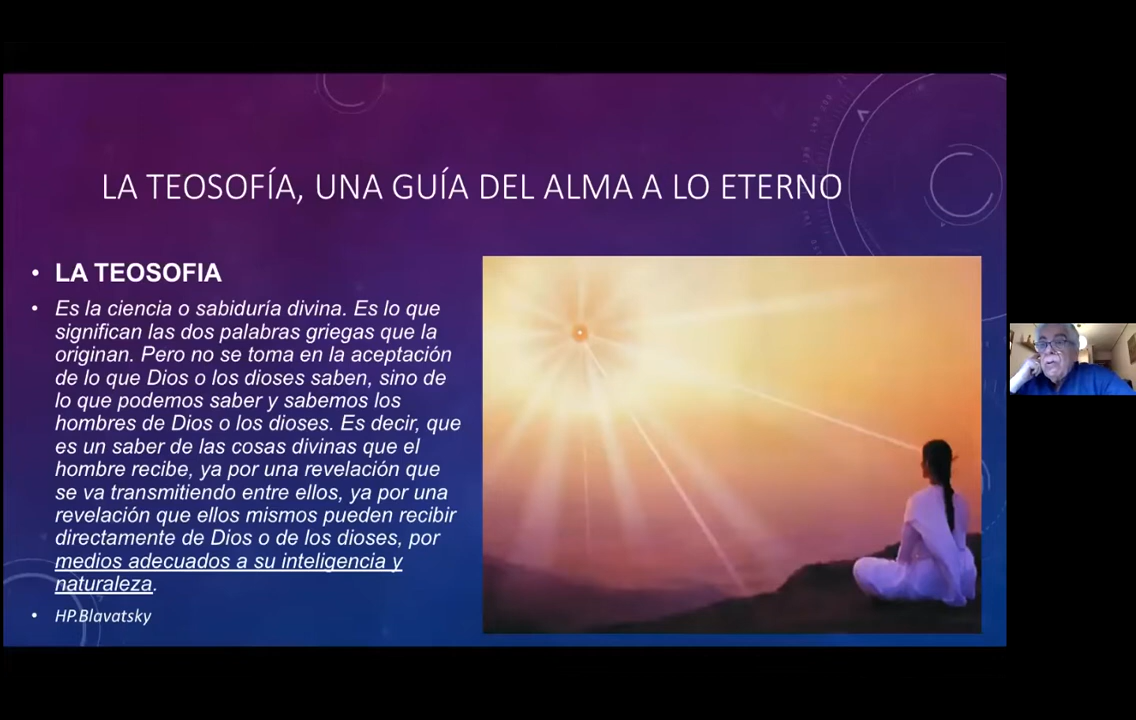 LA TEOSOFÍA, UNA GUÍA DEL ALMA A LO ETERNO
• LA TEOSOFIA
• Es la ciencia o sabiduría divina. Es lo que
significan las dos palabras griegas que la
originan. Pero no se toma en la aceptación
de lo que Dios o los dioses saben, sino de
lo que podemos saber y sabemos los
hombres de Dios o los dioses. Es decir, que
es un saber de las cosas divinas que el
hombre recibe, ya por una revelación que
se va transmitiendo entre ellos, ya por una
revelación que ellos mismos pueden recibir
directamente de Dios o de los dioses, por
medios adecuados a su inteligencia y
naturaleza.
• HP.Blavatsky